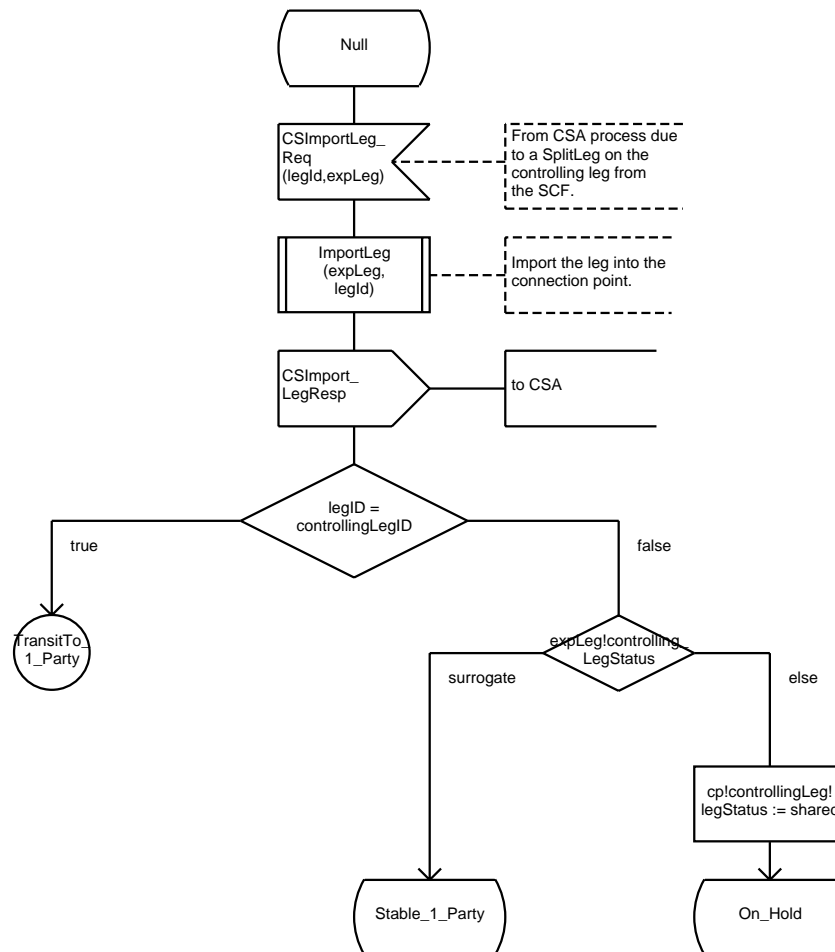 Null
CSImportLeg_
Req
(legId,expLeg)
From CSA process due
to a SplitLeg on the
controlling leg from
the SCF.
ImportLeg
(expLeg,
legId)
Import the leg into the
connection point.
CSImport_
LegResp
to CSA
legID =
controllingLegID
true
false
TransitTo_
1_Party
expLeg!controlling_
LegStatus
surrogate
else
cp!controllingLeg!
legStatus := shared
Stable_1_Party
On_Hold